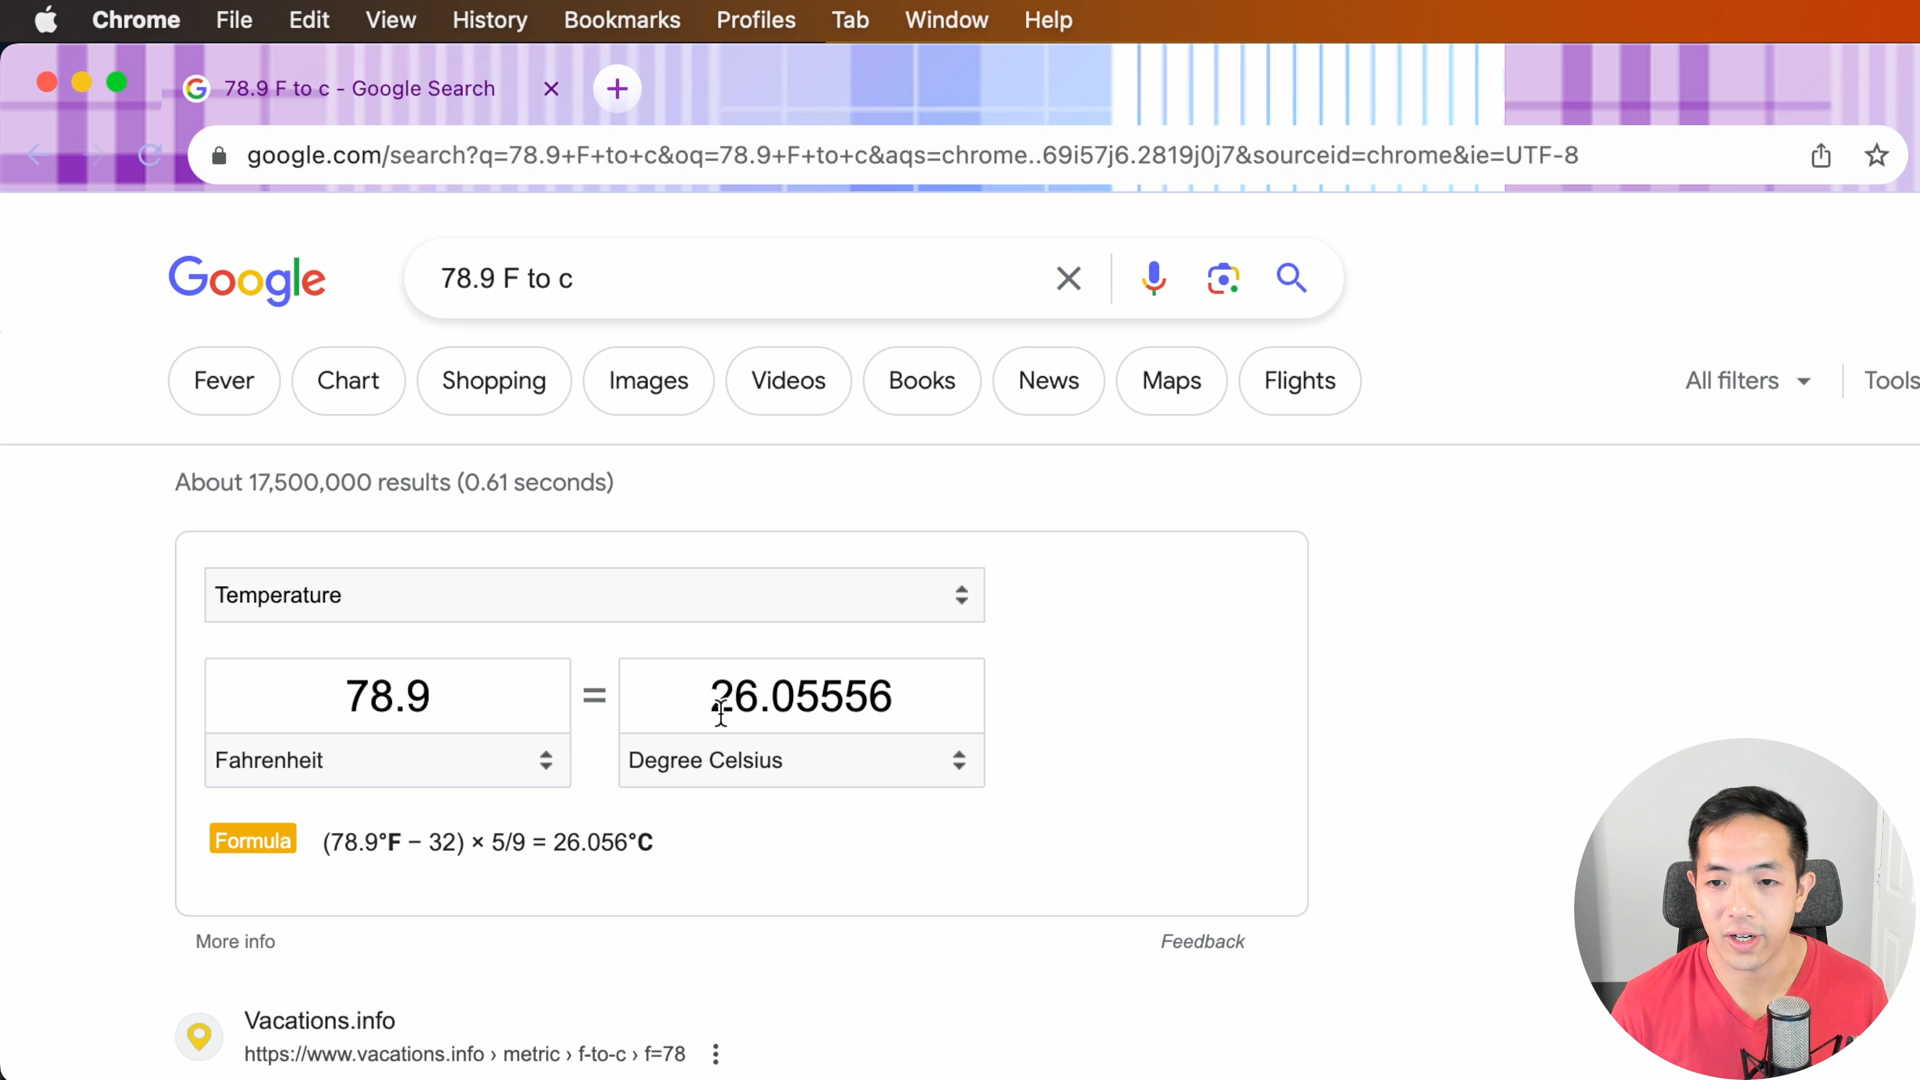 Chrome File Edit View History Bookmarks Profiles Tab Window Help
78.9 F to c - Google Search
google.com/search?q=78.9+F+to+c&oq=78.9+F+to+c&aqs=chrome..69i57j6.2819j0j7&sourceid=chrome&ie=UTF-8
Google
78.9 F to c
Fever Chart Shopping Images Videos Books News Maps Flights All filters Tools
About 17,500,000 results (0.61 seconds)
Temperature
78.9 = 26.05556
Fahrenheit Degree Celsius
Formula (78.9°F − 32) × 5/9 = 26.056°C
More info Feedback
Vacations.info
https://www.vacations.info › metric › f-to-c › f=78